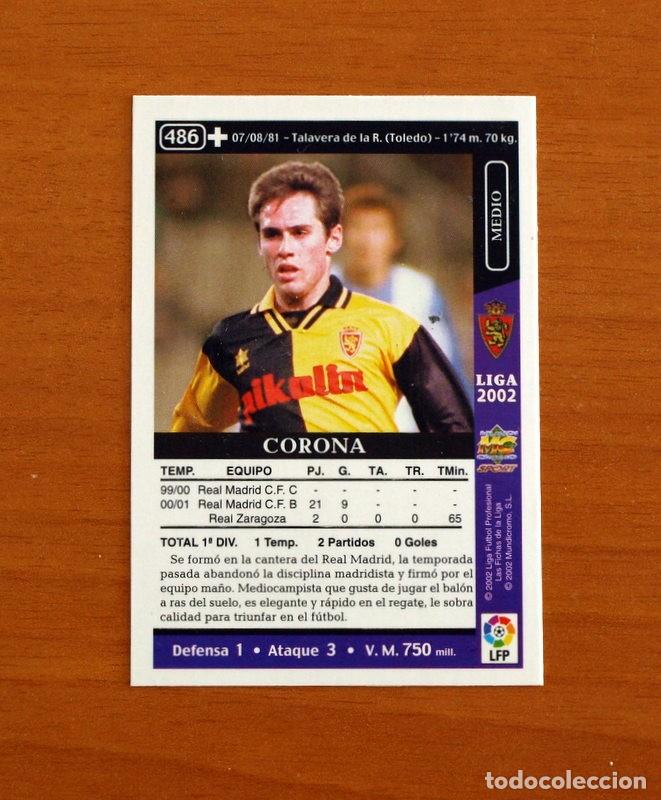 486 07/08/81 - Talavera de la R. (Toledo) - 1'74 m. 70 kg.
MEDIO
LIGA
2002
MC
SPORT
© 2002 Liga Futbol Profesional
Las Fichas de la Liga
© 2002 Mundicromo, S.L.
LFP
pikolin
CORONA
TEMP. EQUIPO PJ. G. TA. TR. TMin.
99/00 Real Madrid C.F. C - - - - -
00/01 Real Madrid C.F. B 21 9 - - -
Real Zaragoza 2 0 0 0 65
TOTAL 1ª DIV. 1 Temp. 2 Partidos 0 Goles
Se formó en la cantera del Real Madrid, la temporada
pasada abandonó la disciplina madridista y firmó por el
equipo maño. Mediocampista que gusta de jugar el balón
a ras del suelo, es elegante y rápido en el regate, le sobra
calidad para triunfar en el fútbol.
Defensa 1 • Ataque 3 • V. M. 750 mill.
todocoleccion